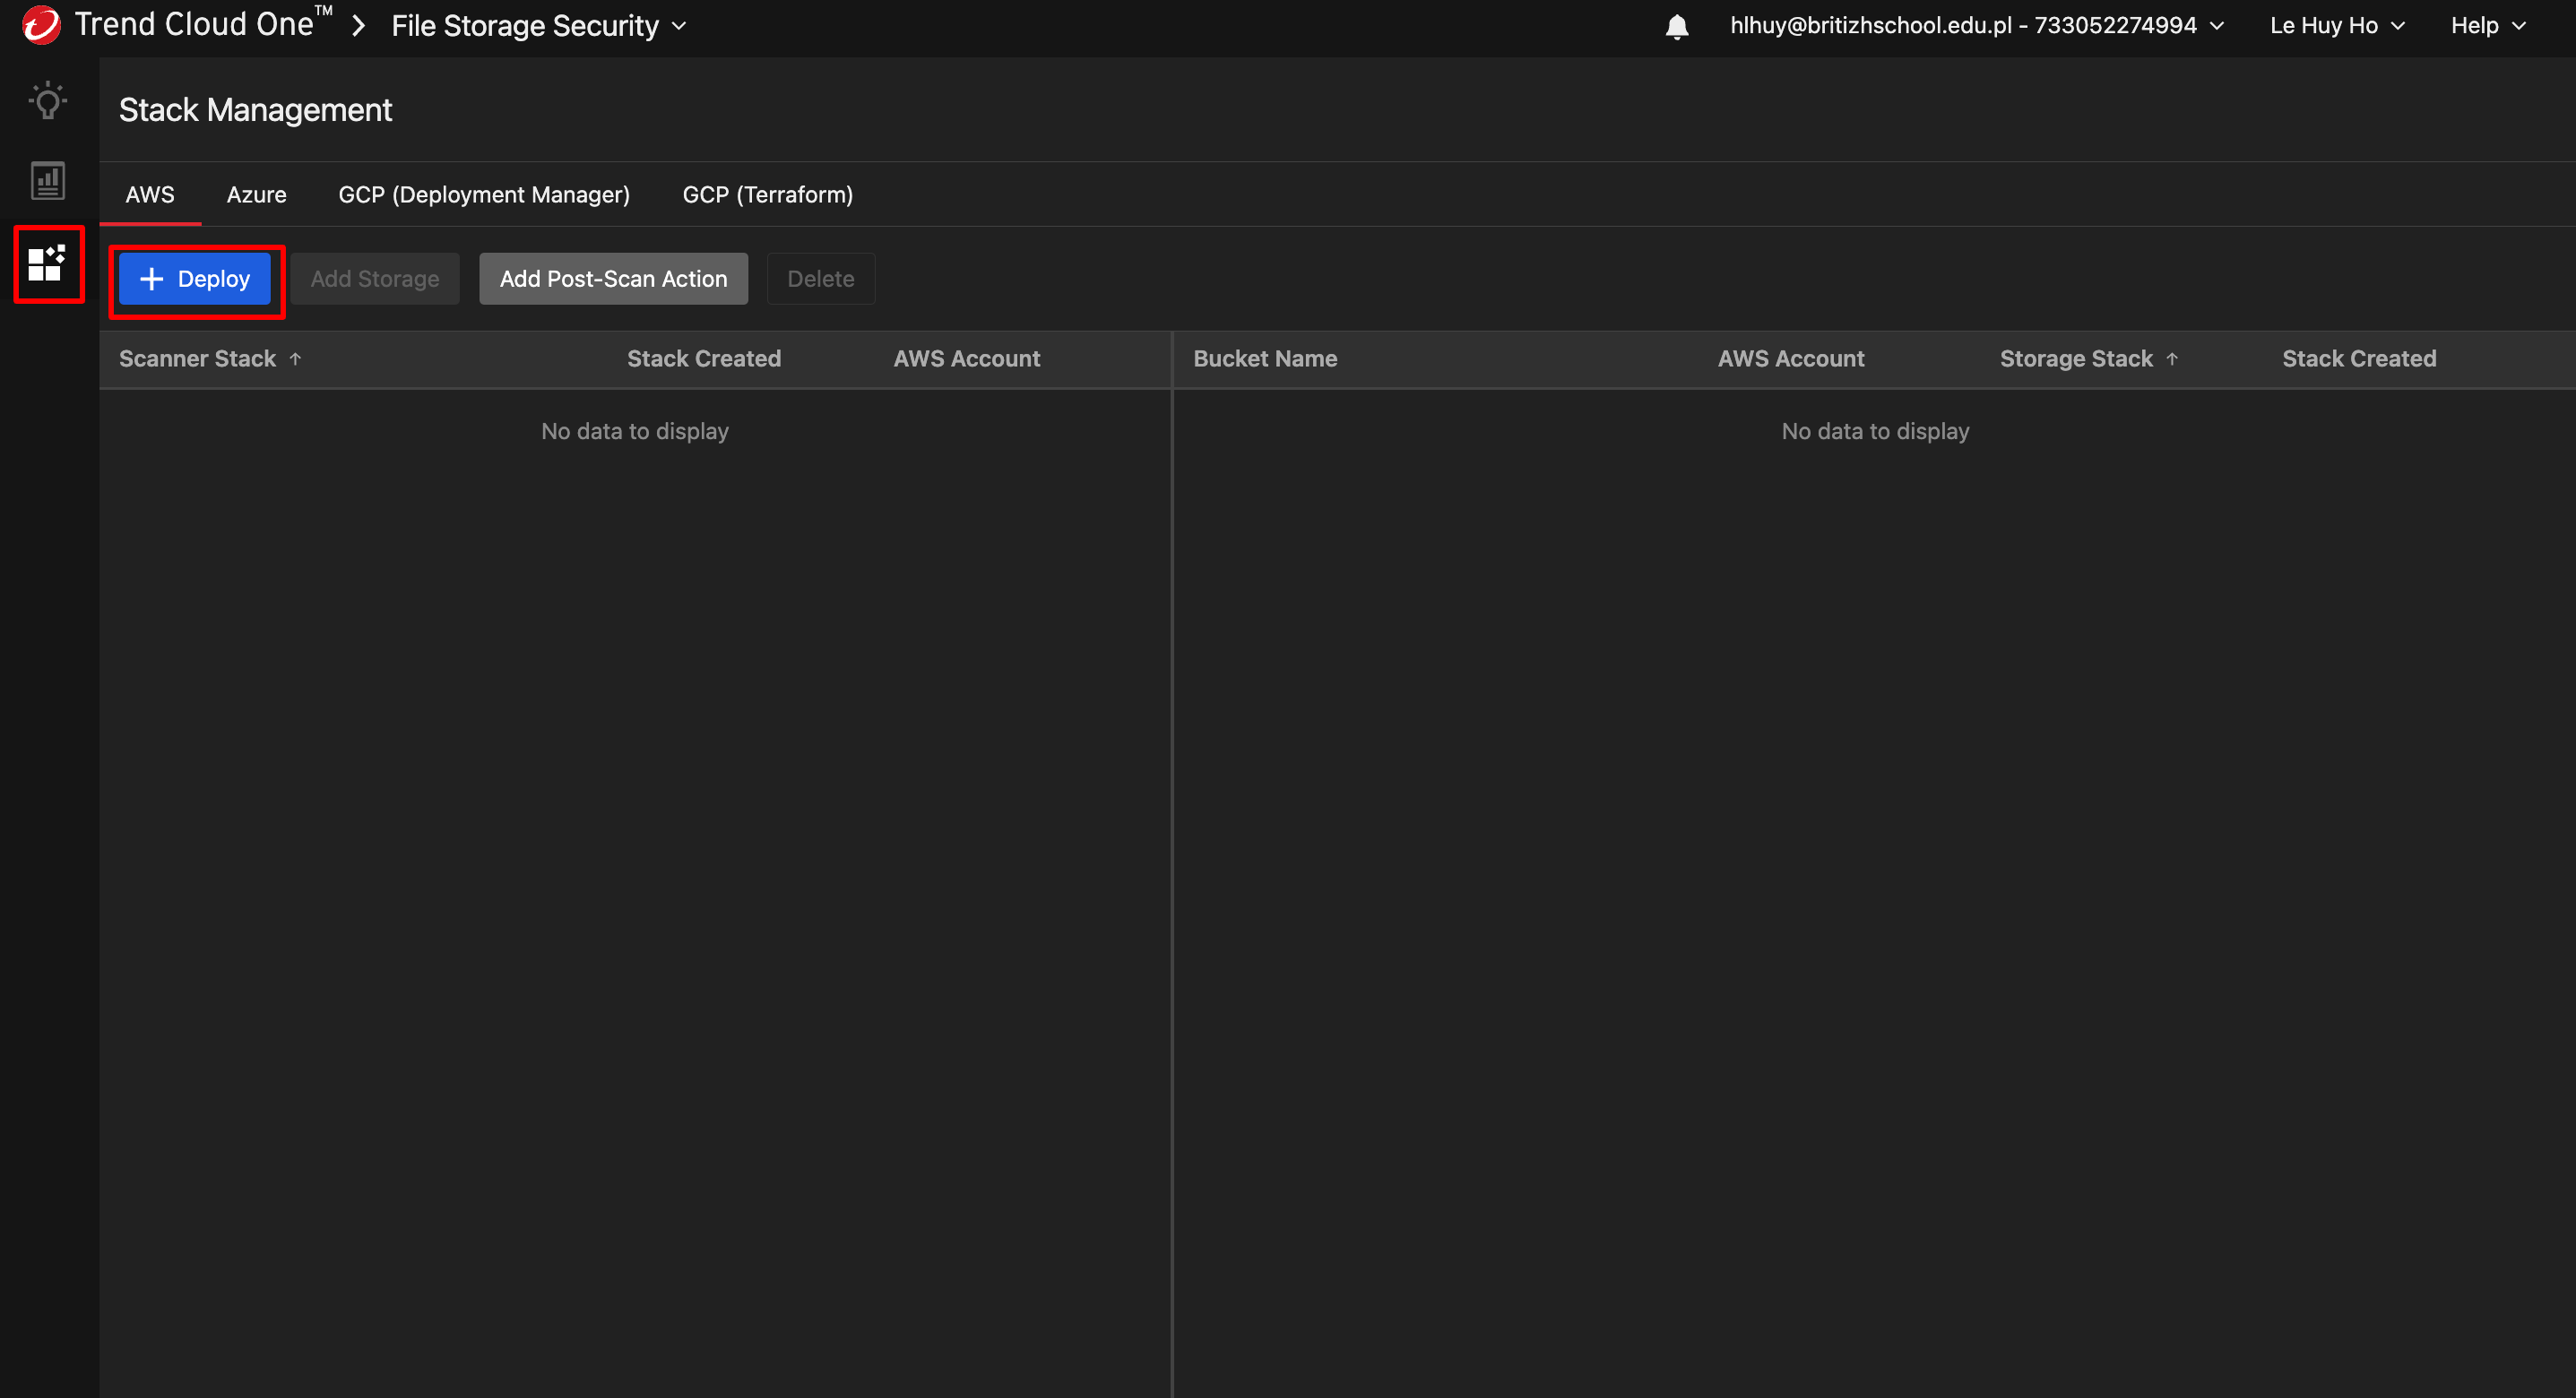 Trend Cloud One™ > File Storage Security
hlhuy@britizhschool.edu.pl - 733052274994
Le Huy Ho
Help
Stack Management
AWS
Azure
GCP (Deployment Manager)
GCP (Terraform)
+ Deploy
Add Storage
Add Post-Scan Action
Delete
Scanner Stack ↑
Stack Created
AWS Account
Bucket Name
AWS Account
Storage Stack ↑
Stack Created
No data to display
No data to display